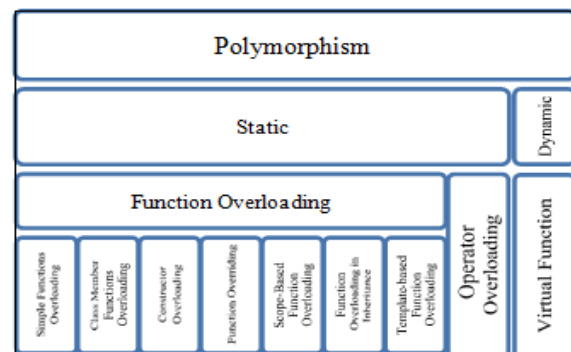 Polymorphism
Static
Dynamic
Function Overloading
Operator
Overloading
Virtual Function
Simple Functions
Overloading
Class Member
Functions
Overloading
Constructor
Overloading
Function Overriding
Scope-Based
Function
Overloading
Function
Overloading in
Inheritance
Template-based
Function
Overloading